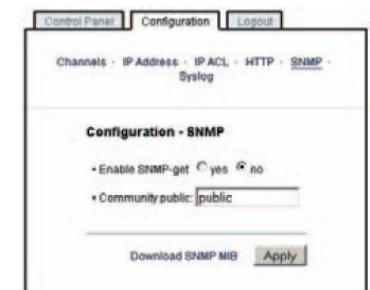 Control Panel Configuration Logout
Channels · IP Address · IP ACL · HTTP · SNMP ·
Syslog
Configuration - SNMP
• Enable SNMP-get yes no
• Community public: public
Download SNMP MIB Apply